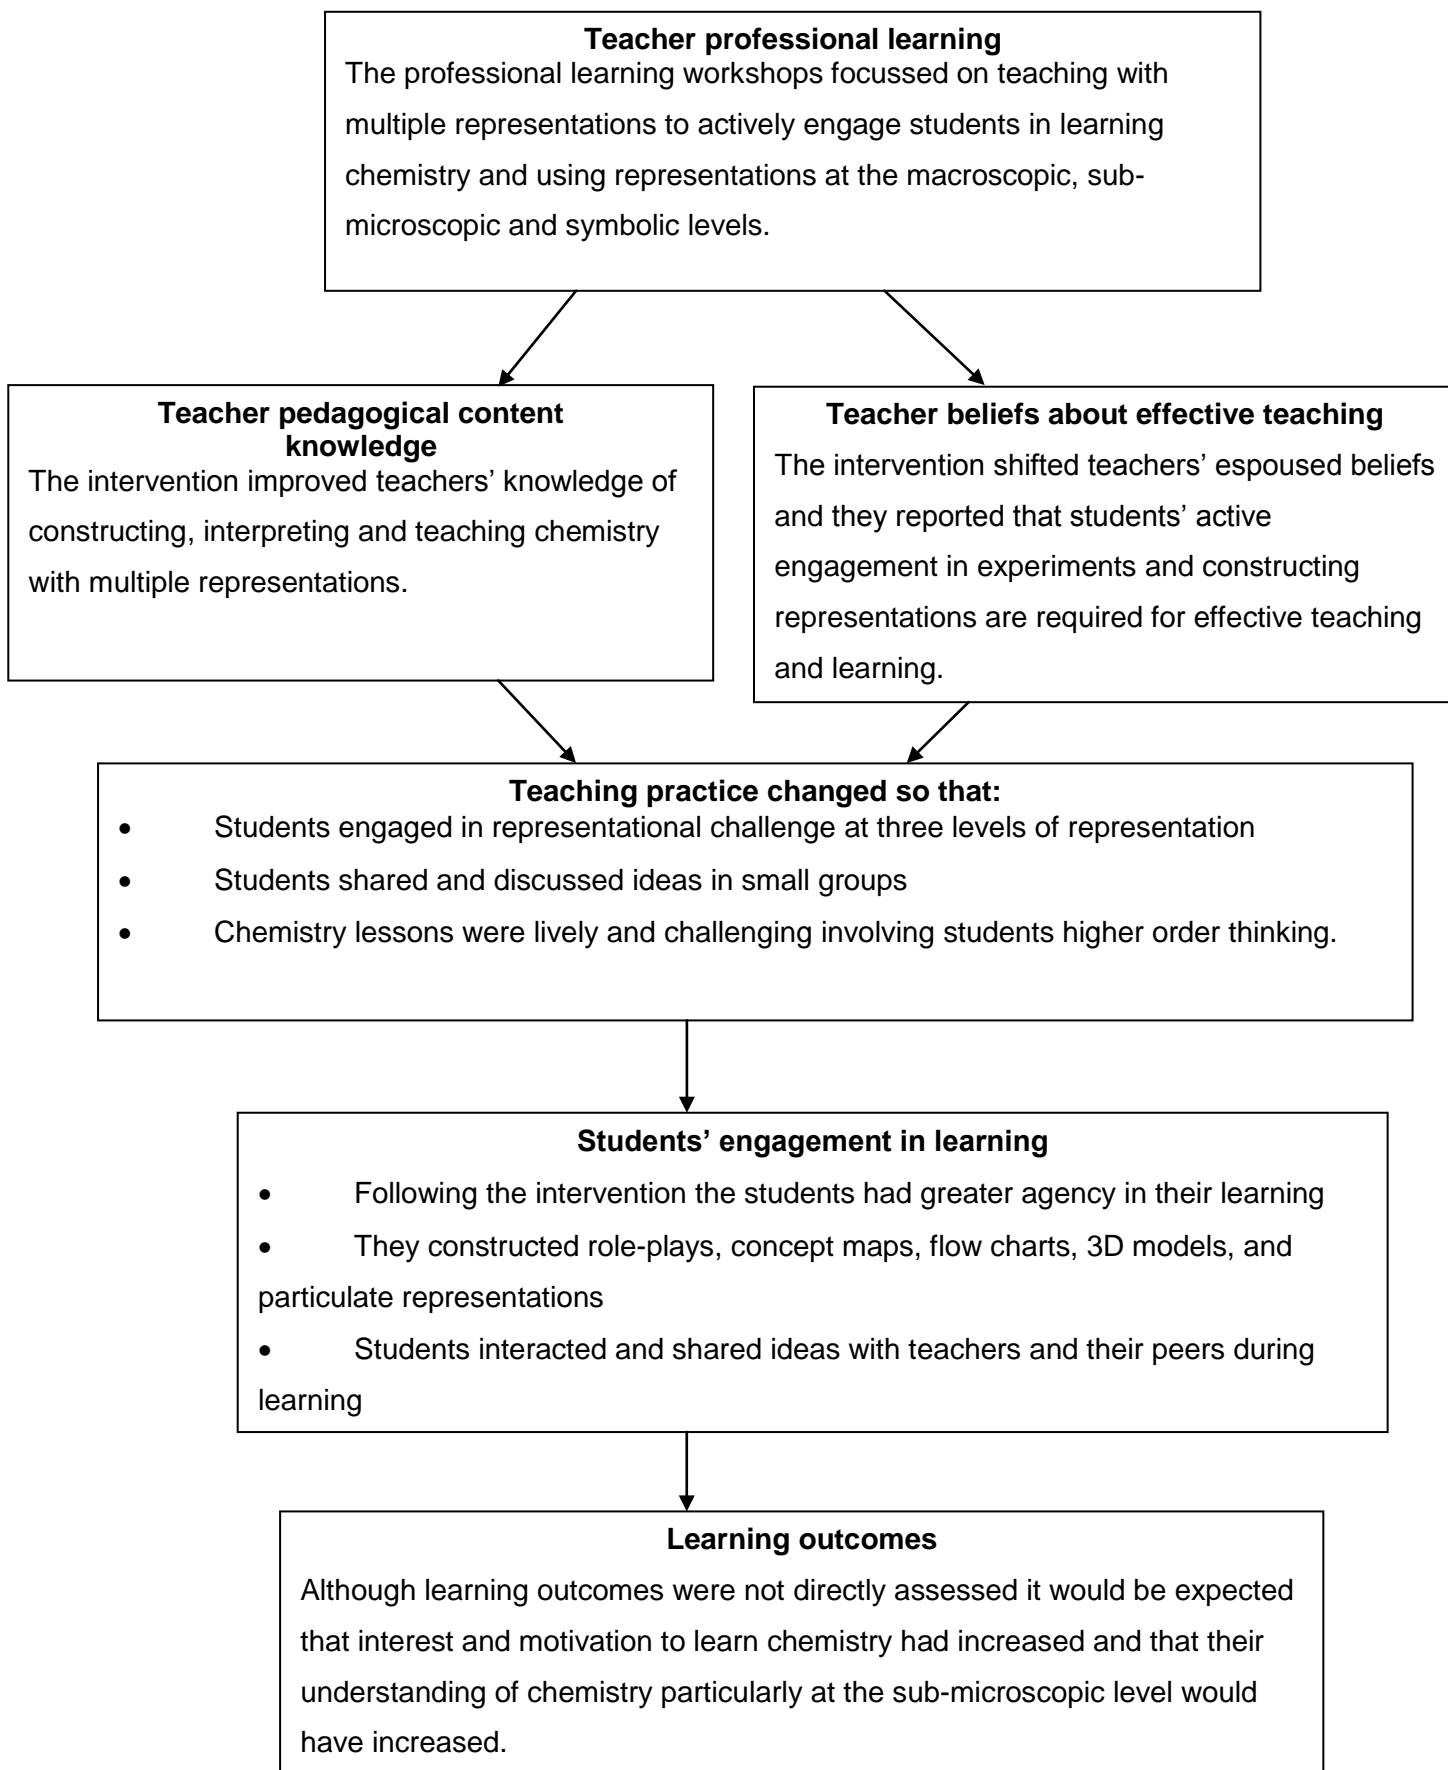 Teacher professional learning
The professional learning workshops focussed on teaching with
multiple representations to actively engage students in learning
chemistry and using representations at the macroscopic, sub-
microscopic and symbolic levels.
Teacher pedagogical content
knowledge
The intervention improved teachers’ knowledge of
constructing, interpreting and teaching chemistry
with multiple representations.
Teacher beliefs about effective teaching
The intervention shifted teachers’ espoused beliefs
and they reported that students’ active
engagement in experiments and constructing
representations are required for effective teaching
and learning.
Teaching practice changed so that:
• Students engaged in representational challenge at three levels of representation
• Students shared and discussed ideas in small groups
• Chemistry lessons were lively and challenging involving students higher order thinking.
Students’ engagement in learning
• Following the intervention the students had greater agency in their learning
• They constructed role-plays, concept maps, flow charts, 3D models, and
particulate representations
• Students interacted and shared ideas with teachers and their peers during
learning
Learning outcomes
Although learning outcomes were not directly assessed it would be expected
that interest and motivation to learn chemistry had increased and that their
understanding of chemistry particularly at the sub-microscopic level would
have increased.